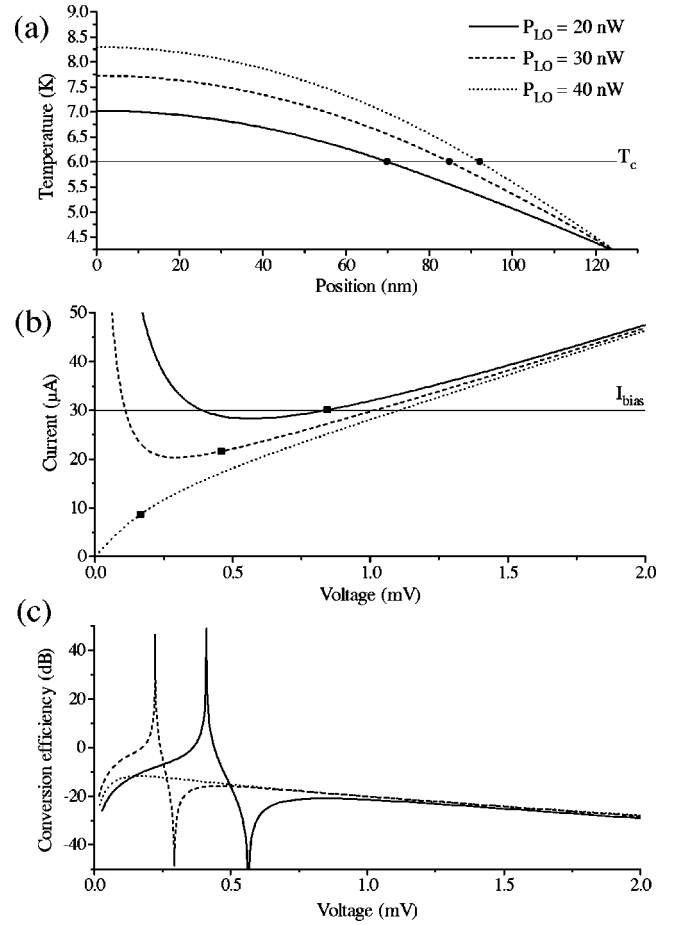 (a)
9.0
8.5
8.0
7.5
7.0
6.5
6.0
5.5
5.0
4.5
Temperature (K)
P_LO = 20 nW
P_LO = 30 nW
P_LO = 40 nW
T_c
0 20 40 60 80 100 120
Position (nm)
(b)
50
40
30
20
10
0
Current (μA)
I_bias
0.0 0.5 1.0 1.5 2.0
Voltage (mV)
(c)
40
20
0
-20
-40
Conversion efficiency (dB)
0.0 0.5 1.0 1.5 2.0
Voltage (mV)